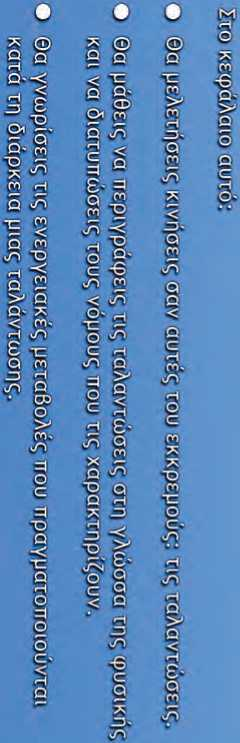 Στο κεφάλαιο αυτό:
● Θα μελετήσεις κινήσεις σαν αυτές του εκκρεμούς: τις ταλαντώσεις.
● Θα μάθεις να περιγράφεις τις ταλαντώσεις στη γλώσσα της φυσικής
και να διατυπώσεις τους νόμους που τις χαρακτηρίζουν.
● Θα γνωρίσεις τις ενεργειακές μεταβολές που πραγματοποιούνται
κατά τη διάρκεια μιας ταλάντωσης.